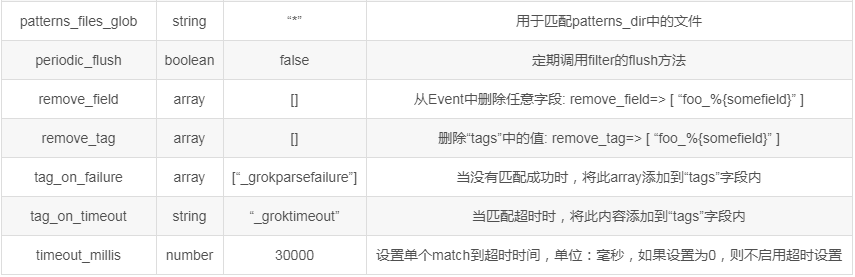 patterns_files_glob string “*” 用于匹配patterns_dir中的文件
periodic_flush boolean false 定期调用filter的flush方法
remove_field array [] 从Event中删除任意字段: remove_field=> [ “foo_%{somefield}” ]
remove_tag array [] 删除“tags”中的值: remove_tag=> [ “foo_%{somefield}” ]
tag_on_failure array [“_grokparsefailure”] 当没有匹配成功时，将此array添加到“tags”字段内
tag_on_timeout string “_groktimeout” 当匹配超时时，将此内容添加到“tags”字段内
timeout_millis number 30000 设置单个match到超时时间，单位：毫秒，如果设置为0，则不启用超时设置